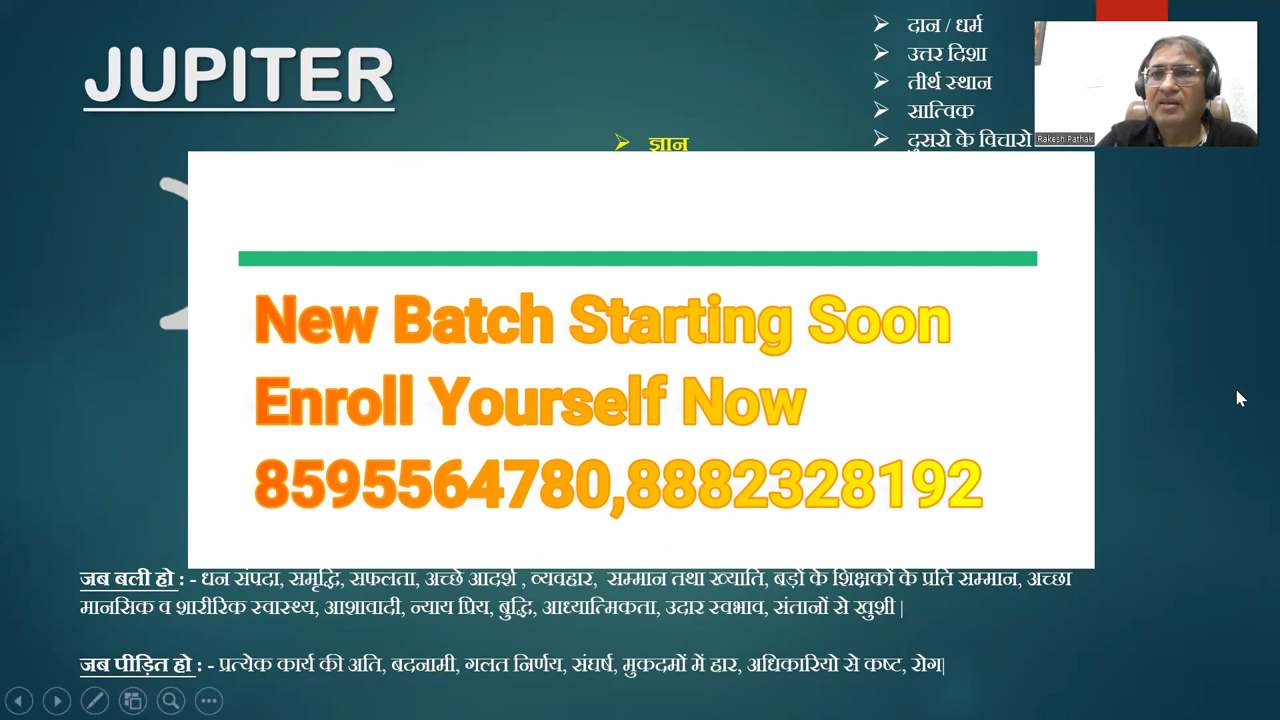 JUPITER
➢ दान / धर्म
➢ उत्तर दिशा
➢ तीर्थ स्थान
➢ सात्विक
➢ दुसरो के विचारो
Rakesh Pathak
➢ ज्ञान
New Batch Starting Soon
Enroll Yourself Now
8595564780,8882328192
जब बली हो : - धन संपदा, समृद्धि, सफलता, अच्छे आदर्श , व्यवहार, सम्मान तथा ख्याति, बड़ों के शिक्षकों के प्रति सम्मान, अच्छा
मानसिक व शारीरिक स्वास्थ्य, आशावादी, न्याय प्रिय, बुद्धि, आध्यात्मिकता, उदार स्वभाव, संतानों से खुशी |
जब पीड़ित हो : - प्रत्येक कार्य की अति, बदनामी, गलत निर्णय, संघर्ष, मुकदमों में हार, अधिकारियो से कष्ट, रोग|